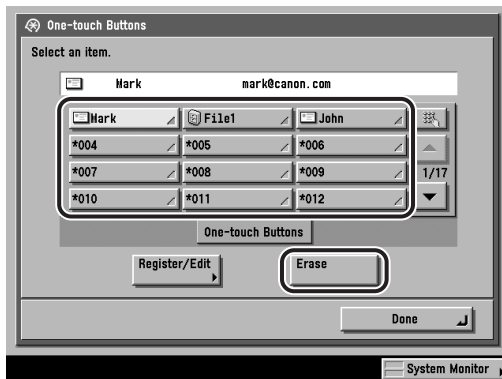 One-touch Buttons
Select an item.
Mark mark@canon.com
Mark File1 John
*004 *005 *006
*007 *008 *009 1/17
*010 *011 *012
One-touch Buttons
Register/Edit Erase
Done
System Monitor